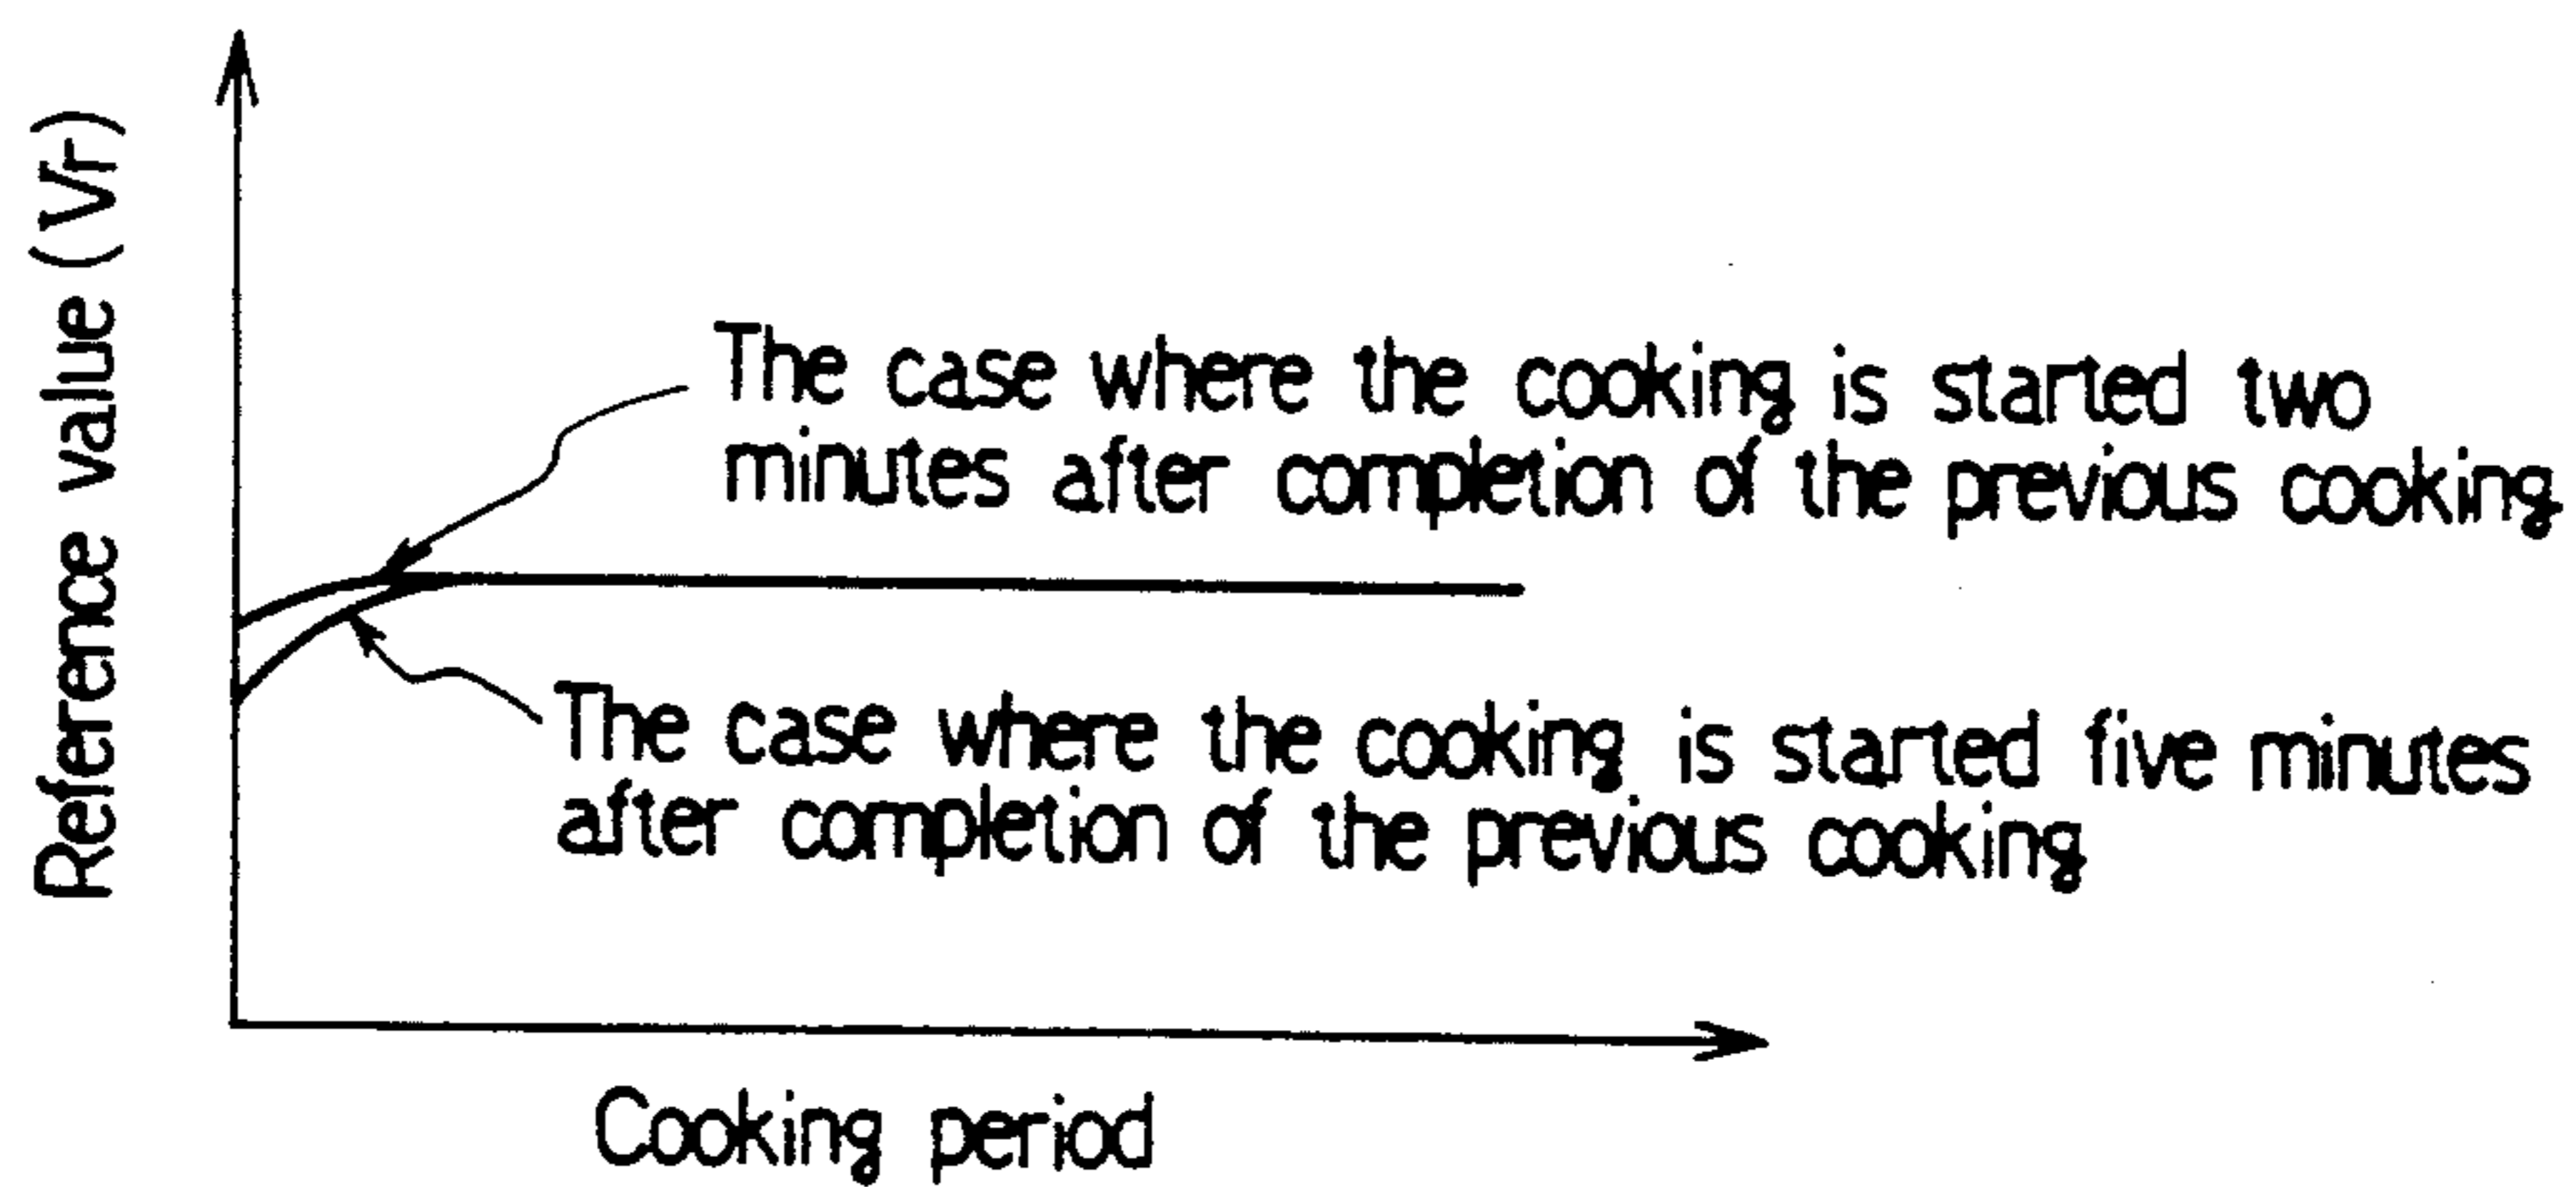 Reference value (Vr)
The case where the cooking is started two
minutes after completion of the previous cooking
The case where the cooking is started five minutes
after completion of the previous cooking
Cooking period